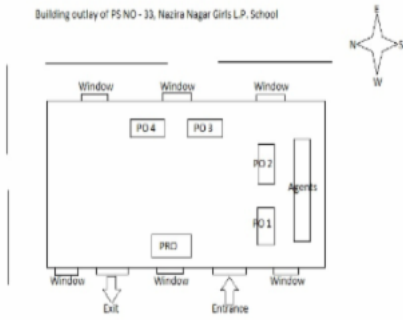 Building outlay of PS NO - 33, Nazira Nagar Girls L.P. School
E
N
S
W
Window
Window
Window
PO 4
PO 3
PO 2
Agents
PO 1
PRO
Window
Window
Window
Exit
Entrance